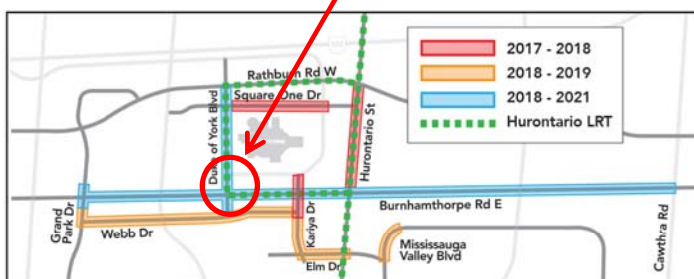 2017 - 2018
2018 - 2019
2018 - 2021
Hurontario LRT
Rathburn Rd W
Square One Dr
Duke of York Blvd
Hurontario St
Burnhamthorpe Rd E
Grand
Park Dr
Webb Dr
Kariya Dr
Elm Dr
Mississauga
Valley Blvd
Cawthra Rd